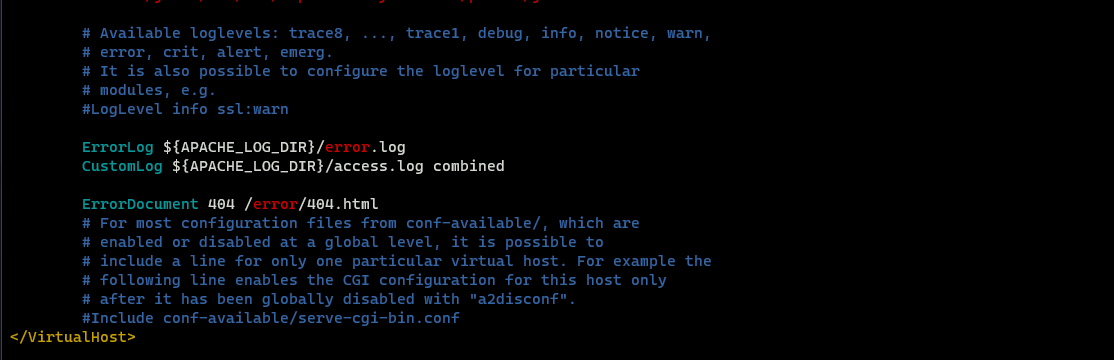 # Available loglevels: trace8, ..., trace1, debug, info, notice, warn,
# error, crit, alert, emerg.
# It is also possible to configure the loglevel for particular
# modules, e.g.
#LogLevel info ssl:warn
ErrorLog ${APACHE_LOG_DIR}/error.log
CustomLog ${APACHE_LOG_DIR}/access.log combined
ErrorDocument 404 /error/404.html
# For most configuration files from conf-available/, which are
# enabled or disabled at a global level, it is possible to
# include a line for only one particular virtual host. For example the
# following line enables the CGI configuration for this host only
# after it has been globally disabled with "a2disconf".
#Include conf-available/serve-cgi-bin.conf
</VirtualHost>